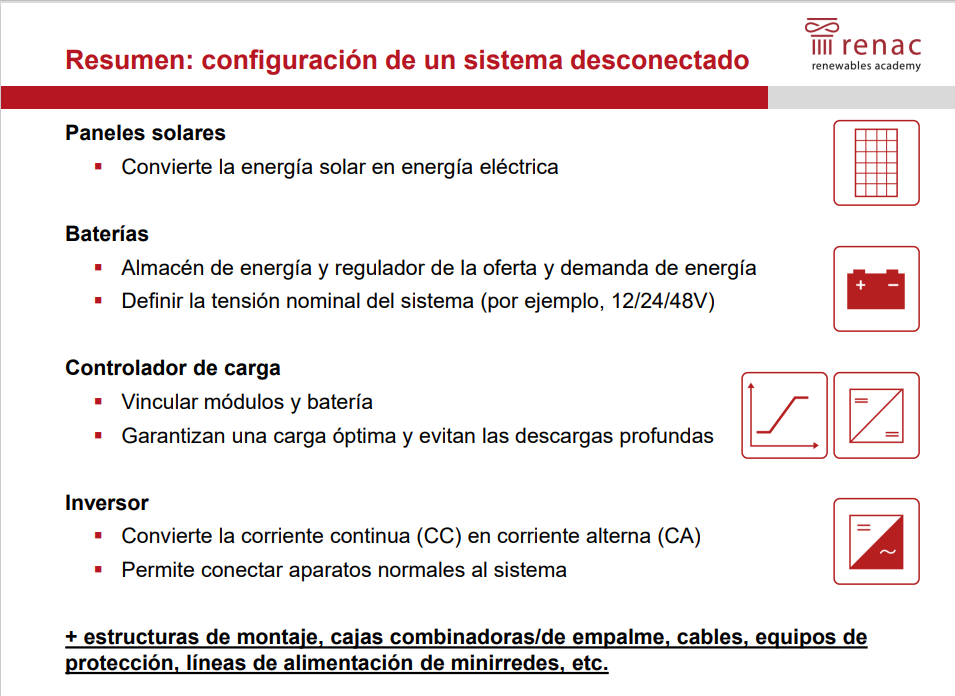 Resumen: configuración de un sistema desconectado
renac
renewables academy
Paneles solares
▪ Convierte la energía solar en energía eléctrica
Baterías
▪ Almacén de energía y regulador de la oferta y demanda de energía
▪ Definir la tensión nominal del sistema (por ejemplo, 12/24/48V)
+ −
Controlador de carga
▪ Vincular módulos y batería
▪ Garantizan una carga óptima y evitan las descargas profundas
Inversor
▪ Convierte la corriente continua (CC) en corriente alterna (CA)
▪ Permite conectar aparatos normales al sistema
+ estructuras de montaje, cajas combinadoras/de empalme, cables, equipos de
protección, líneas de alimentación de minirredes, etc.